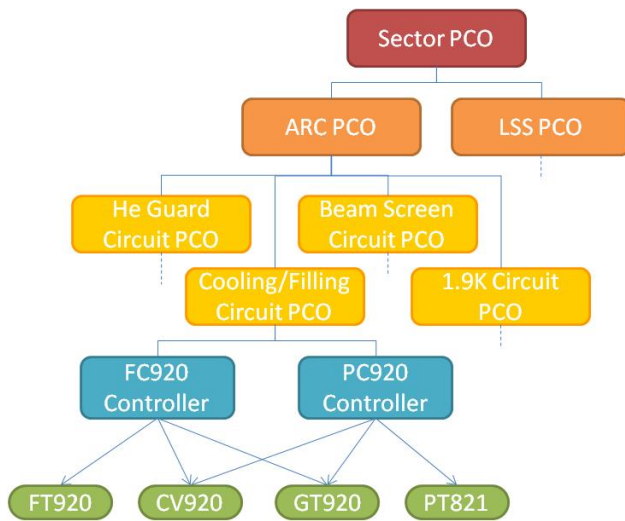 Sector PCO
ARC PCO
LSS PCO
He Guard
Circuit PCO
Beam Screen
Circuit PCO
Cooling/Filling
Circuit PCO
1.9K Circuit
PCO
FC920
Controller
PC920
Controller
FT920
CV920
GT920
PT821